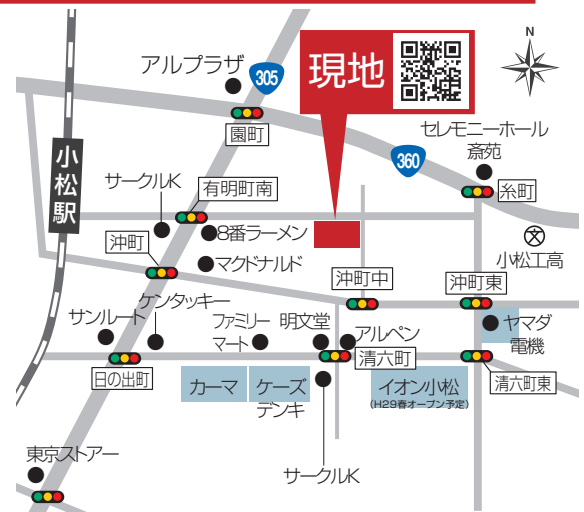 N
アルプラザ
305
現地
園町
360
セレモニーホール
斎苑
糸町
小松駅
サークルK
有明町南
8番ラーメン
小松工高
沖町
マクドナルド
沖町中
沖町東
ケンタッキー
サンルート
ファミリー
マート
明文堂
アルペン
ヤマダ
電機
日の出町
清六町
清六町東
カーマ
ケーズ
デンキ
イオン小松
(H29春オープン予定)
東京ストアー
サークルK